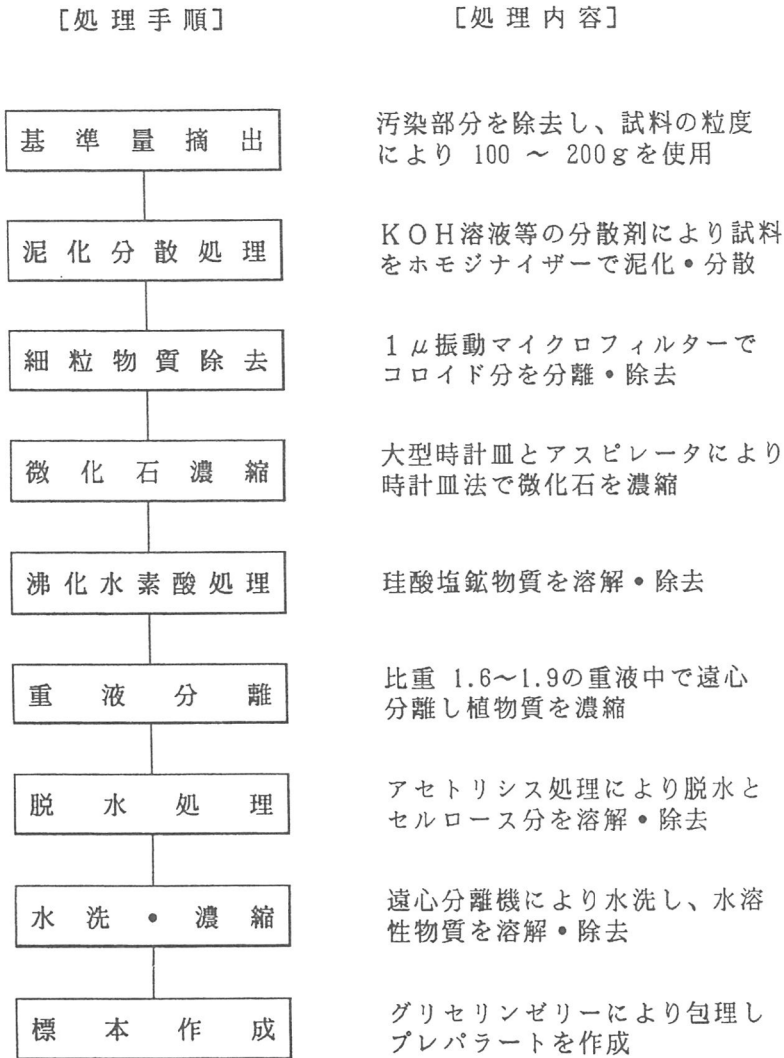 [処理手順] [処理内容]
基準量摘出
汚染部分を除去し、試料の粒度
により 100 ～ 200gを使用
泥化分散処理
KOH溶液等の分散剤により試料
をホモジナイザーで泥化•分散
細粒物質除去
1μ振動マイクロフィルターで
コロイド分を分離•除去
微化石濃縮
大型時計皿とアスピレータにより
時計皿法で微化石を濃縮
沸化水素酸処理
珪酸塩鉱物質を溶解•除去
重液分離
比重 1.6～1.9の重液中で遠心
分離し植物質を濃縮
脱水処理
アセトリシス処理により脱水と
セルロース分を溶解•除去
水洗•濃縮
遠心分離機により水洗し、水溶
性物質を溶解•除去
標本作成
グリセリンゼリーにより包理し
プレパラートを作成